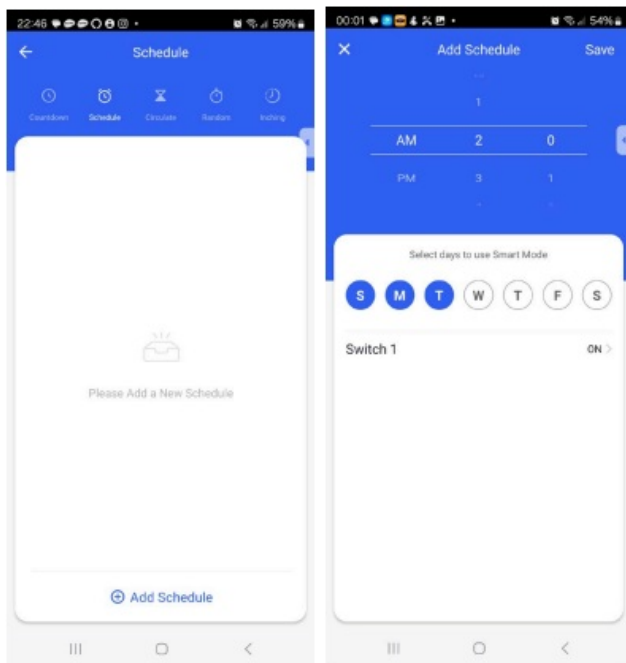 22:46 59%
Schedule
Countdown Schedule Circulate Random Inching
Please Add a New Schedule
Add Schedule
00:01 54%
Add Schedule Save
1
AM 2 0
PM 3 1
Select days to use Smart Mode
S M T W T F S
Switch 1 ON